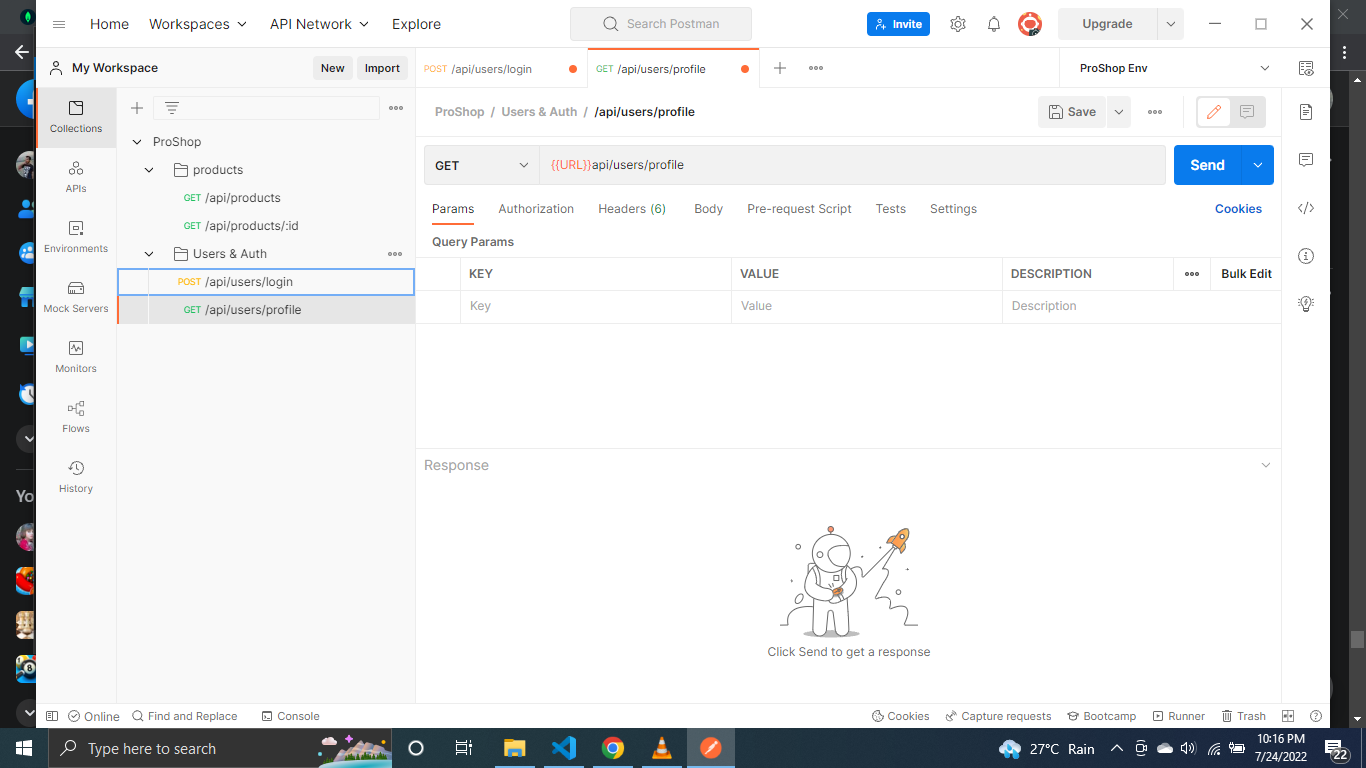 Home Workspaces API Network Explore Search Postman Invite Upgrade
My Workspace New Import POST /api/users/login GET /api/users/profile ProShop Env
Collections
APIs
Environments
Mock Servers
Monitors
Flows
History
ProShop
products
GET /api/products
GET /api/products/:id
Users & Auth
POST /api/users/login
GET /api/users/profile
ProShop / Users & Auth / /api/users/profile Save
GET {{URL}}api/users/profile Send
Params Authorization Headers (6) Body Pre-request Script Tests Settings Cookies
Query Params
KEY VALUE DESCRIPTION Bulk Edit
Key Value Description
Response
Click Send to get a response
Yo
Online Find and Replace Console Cookies Capture requests Bootcamp Runner Trash
Type here to search 27°C Rain 10:16 PM
7/24/2022 22